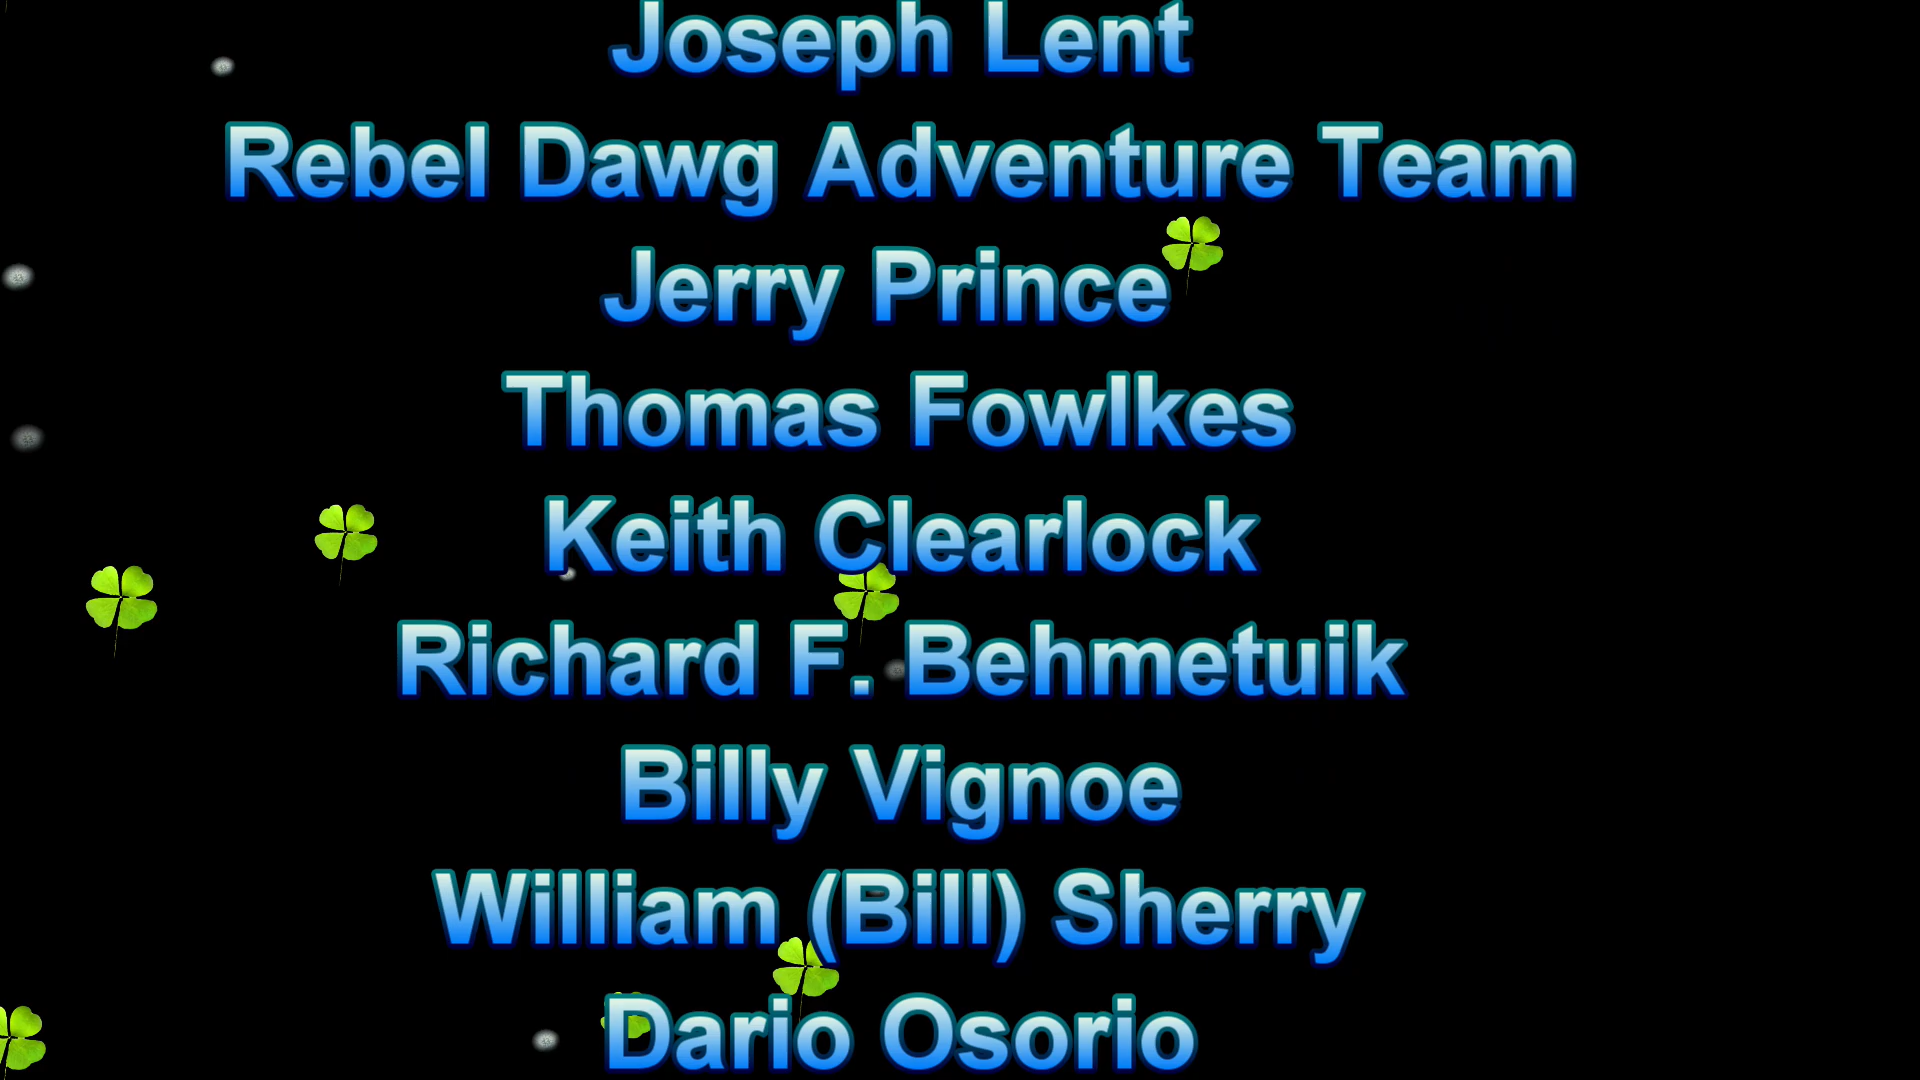 Joseph Lent
Rebel Dawg Adventure Team
Jerry Prince
Thomas Fowlkes
Keith Clearlock
Richard F. Behmetuik
Billy Vignoe
William (Bill) Sherry
Dario Osorio